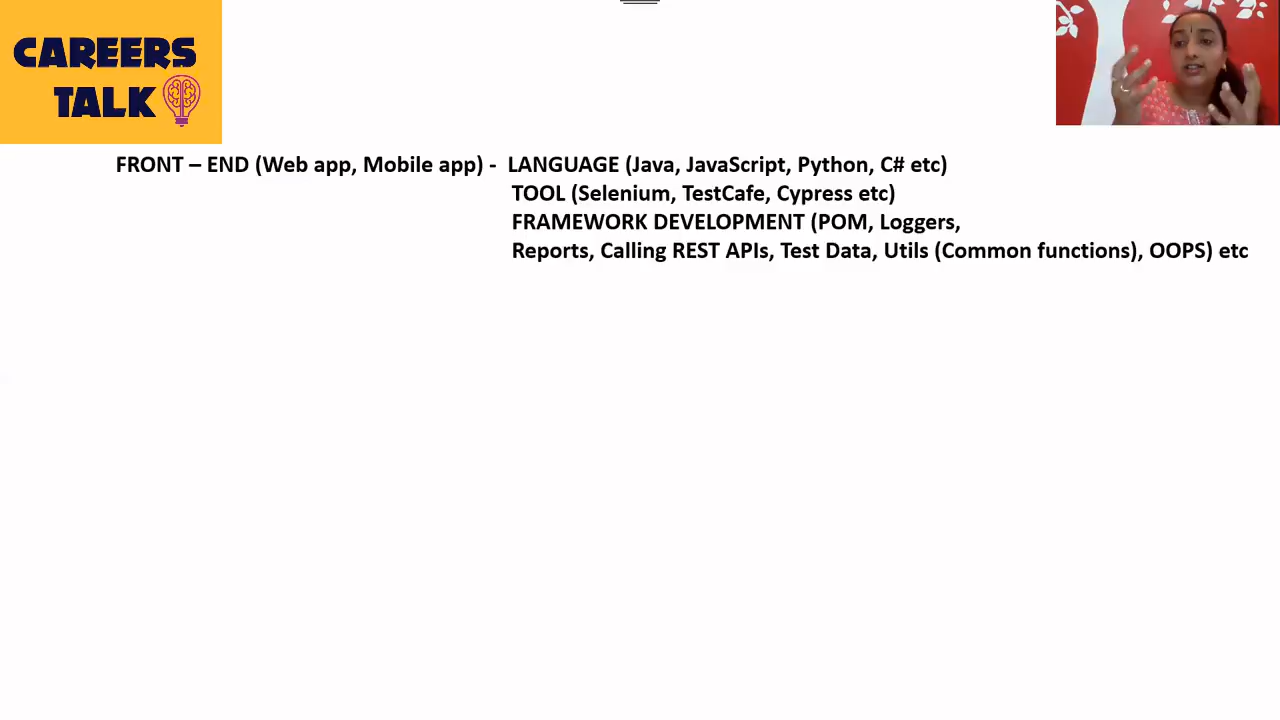 CAREERS
TALK
FRONT – END (Web app, Mobile app) - LANGUAGE (Java, JavaScript, Python, C# etc)
TOOL (Selenium, TestCafe, Cypress etc)
FRAMEWORK DEVELOPMENT (POM, Loggers,
Reports, Calling REST APIs, Test Data, Utils (Common functions), OOPS) etc